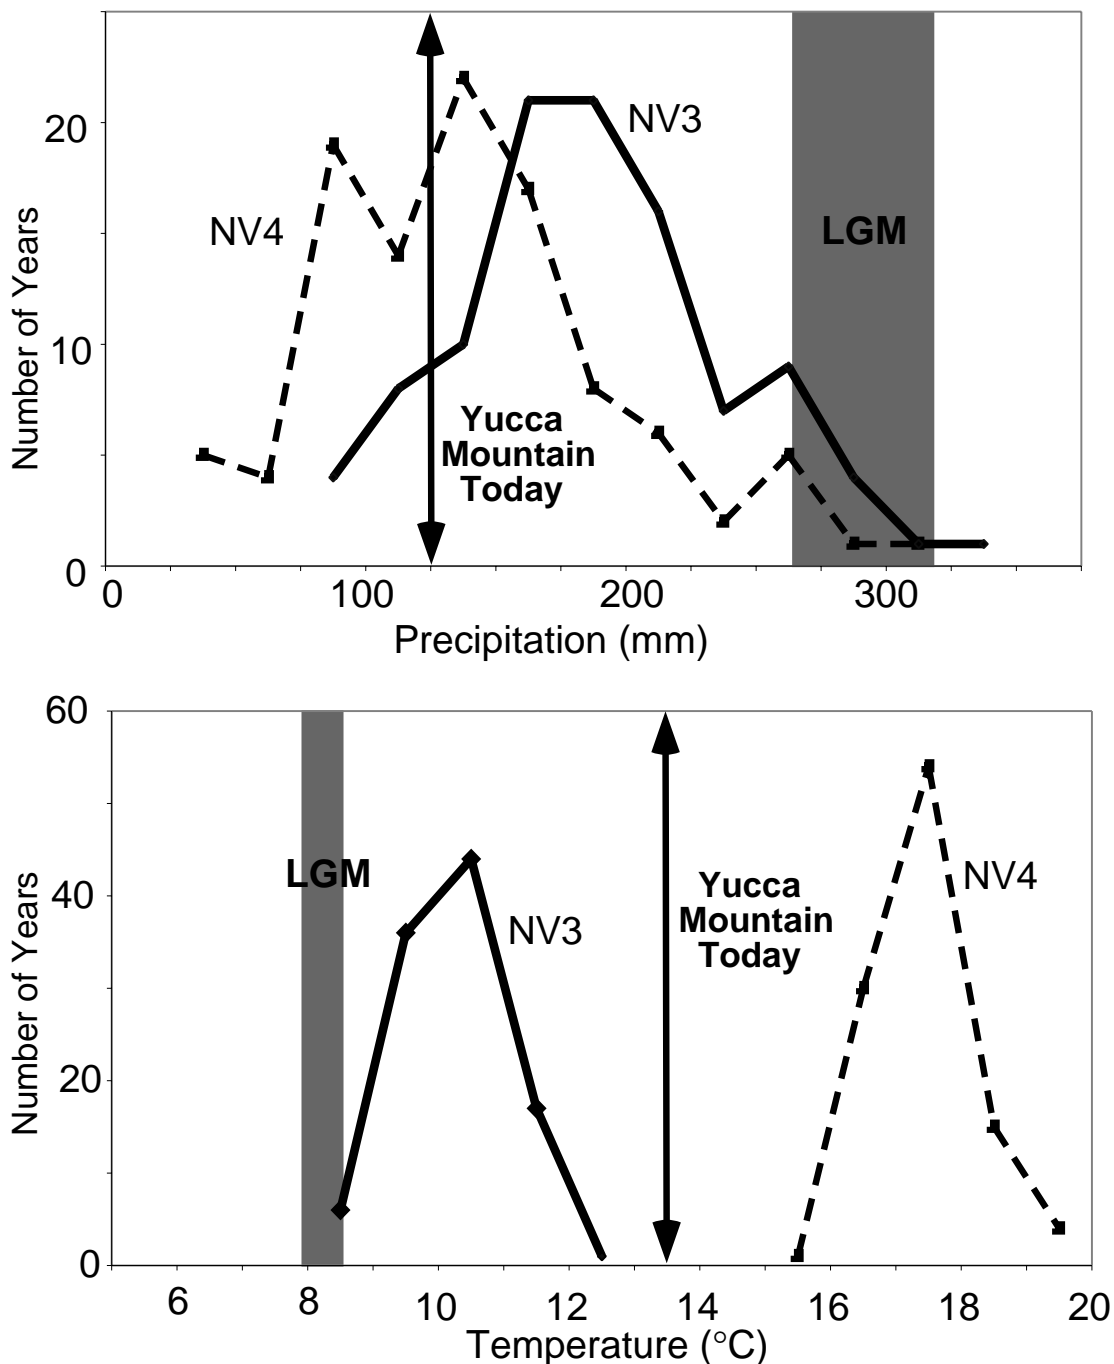 Number of Years
20
10
0
NV4
NV3
LGM
Yucca
Mountain
Today
0
100
200
300
Precipitation (mm)
Number of Years
60
40
20
0
LGM
NV3
Yucca
Mountain
Today
NV4
6
8
10
12
14
16
18
20
Temperature (°C)